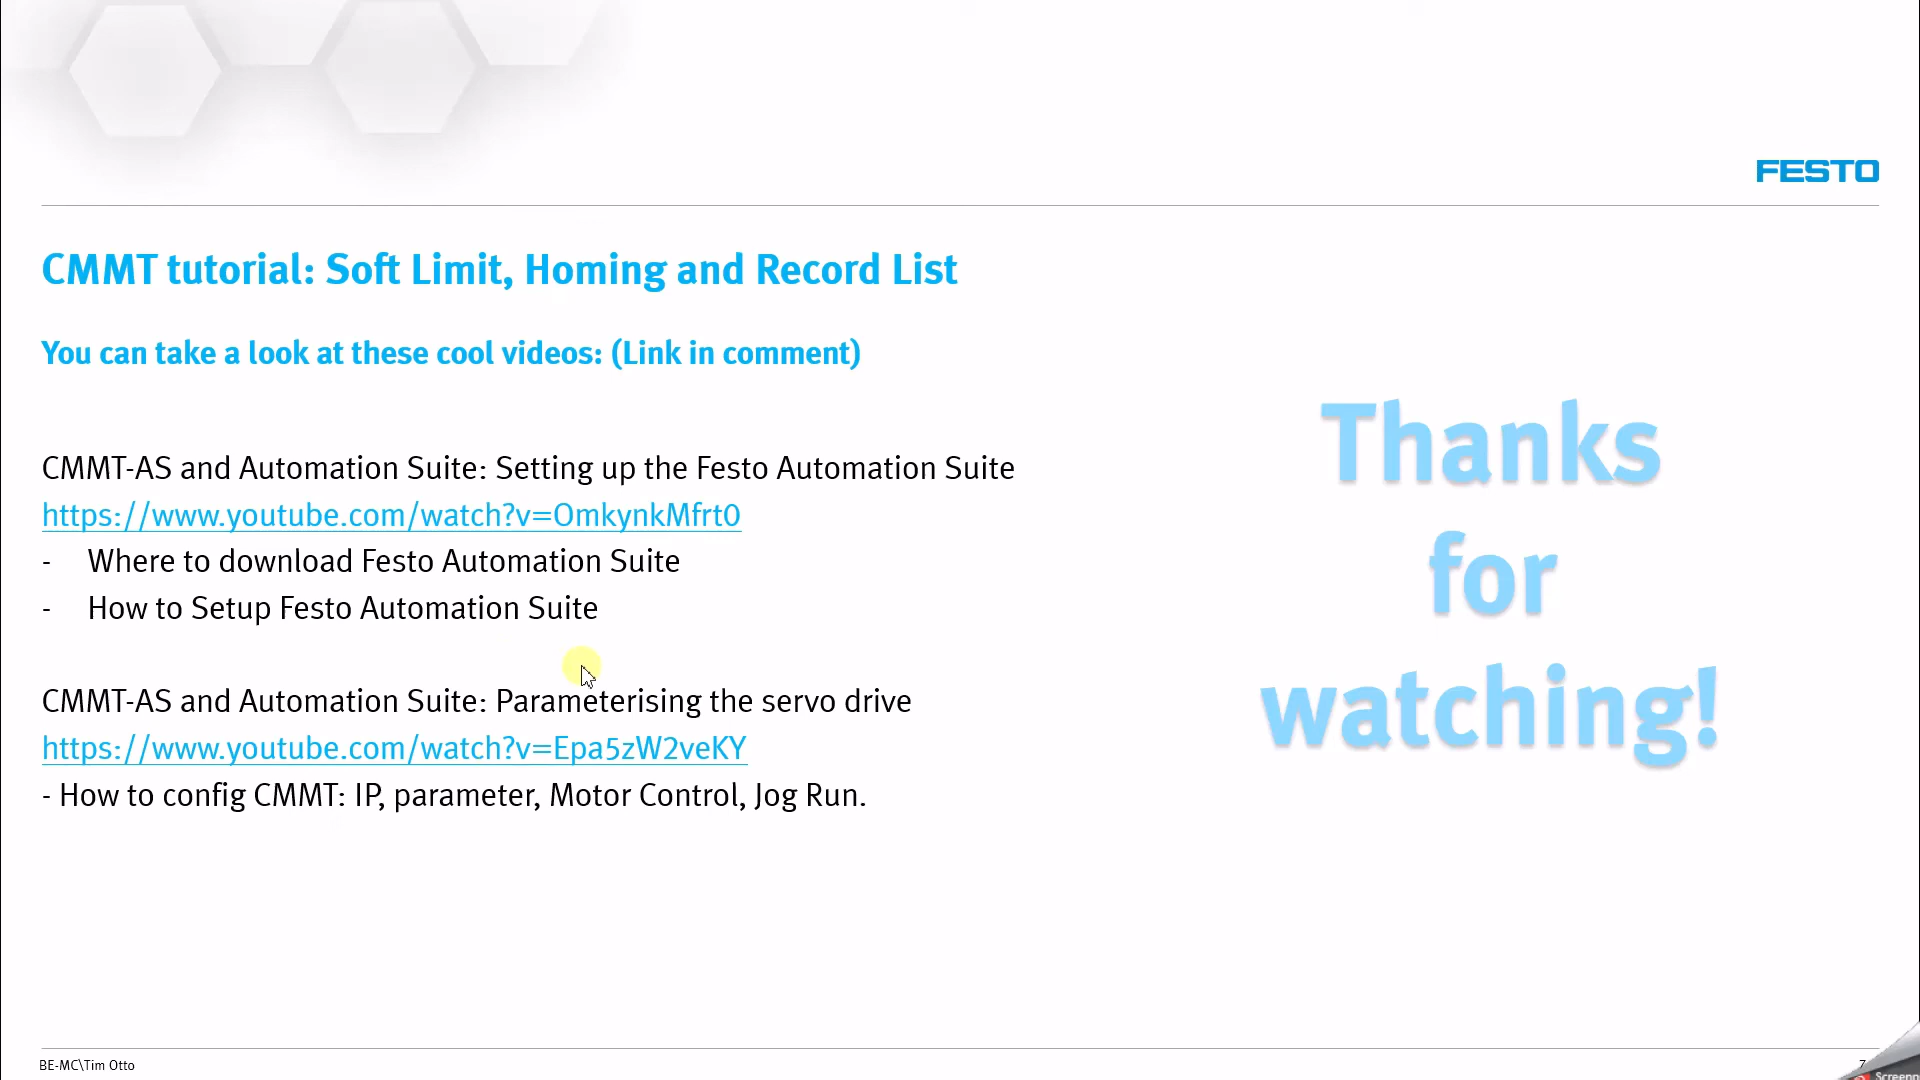 FESTO
CMMT tutorial: Soft Limit, Homing and Record List
You can take a look at these cool videos: (Link in comment)
CMMT-AS and Automation Suite: Setting up the Festo Automation Suite
https://www.youtube.com/watch?v=OmkynkMfrt0
- Where to download Festo Automation Suite
- How to Setup Festo Automation Suite
CMMT-AS and Automation Suite: Parameterising the servo drive
https://www.youtube.com/watch?v=Epa5zW2veKY
- How to config CMMT: IP, parameter, Motor Control, Jog Run.
Thanks
for
watching!
BE-MC\Tim Otto
7